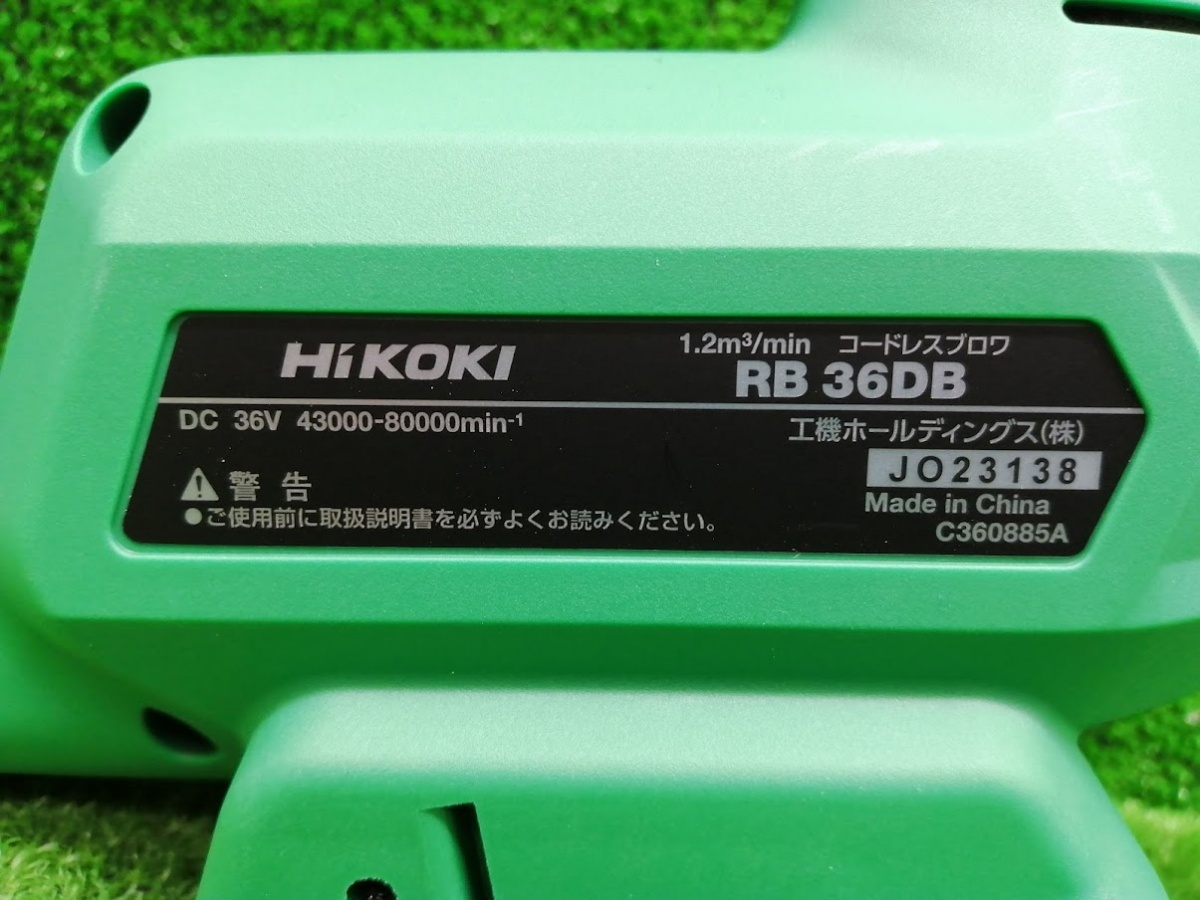 HiKOKI
1.2m³/min コードレスブロワ
RB 36DB
DC 36V 43000-80000min⁻¹
工機ホールディングス(株)
JO23138
警告
●ご使用前に取扱説明書を必ずよくお読みください。
Made in China
C360885A